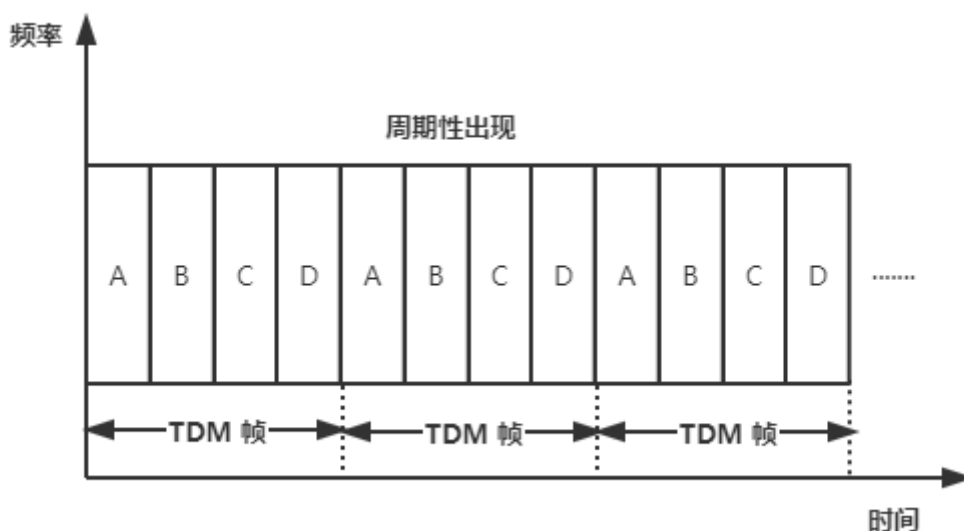 频率
周期性出现
A B C D A B C D A B C D .......
TDM 帧 TDM 帧 TDM 帧
时间